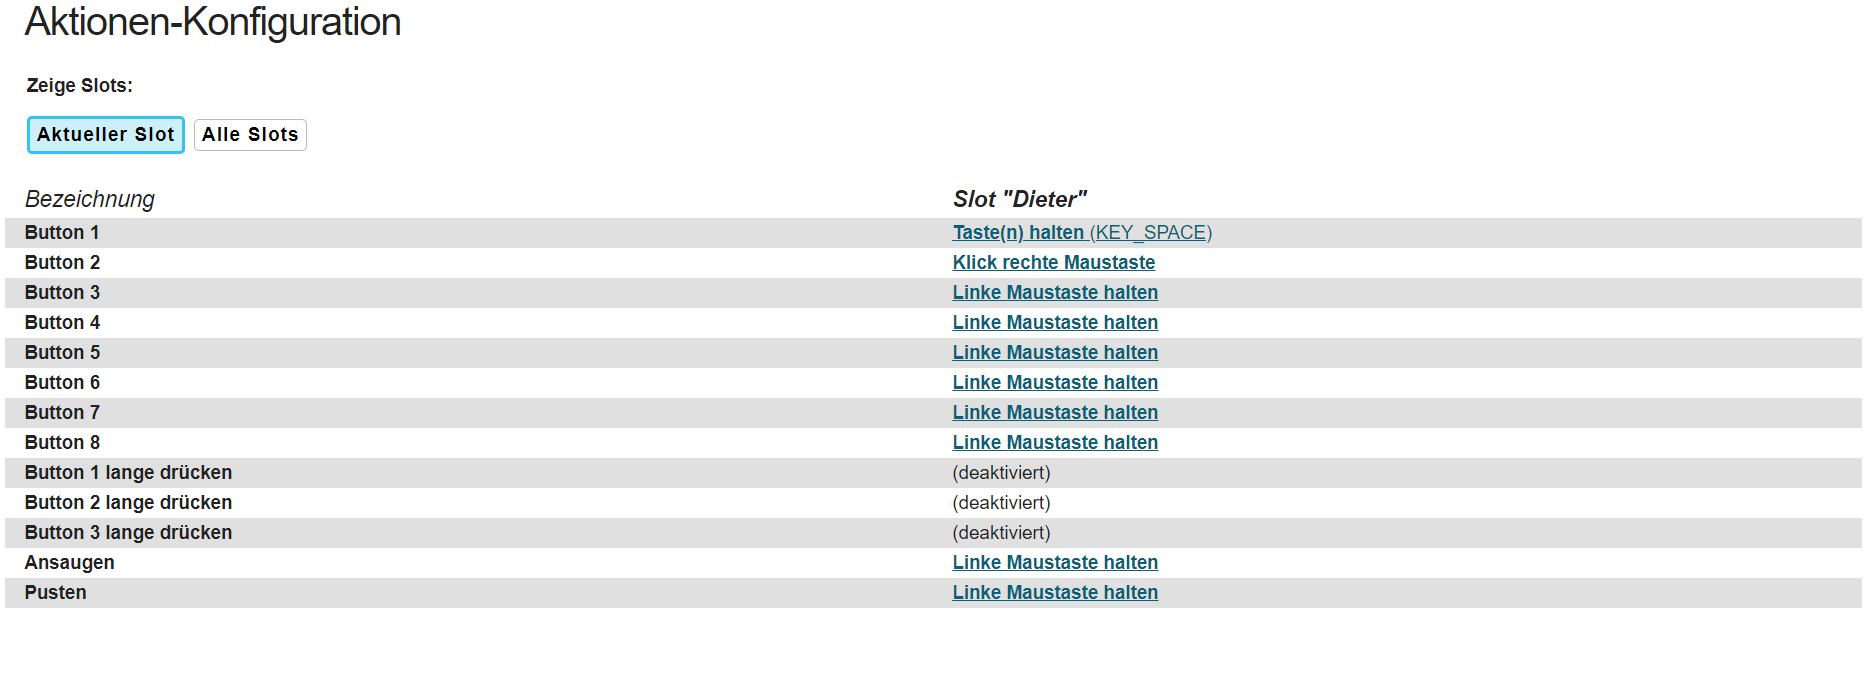 Aktionen-Konfiguration
Zeige Slots:
Aktueller Slot Alle Slots
Bezeichnung Slot "Dieter"
Button 1 Taste(n) halten (KEY_SPACE)
Button 2 Klick rechte Maustaste
Button 3 Linke Maustaste halten
Button 4 Linke Maustaste halten
Button 5 Linke Maustaste halten
Button 6 Linke Maustaste halten
Button 7 Linke Maustaste halten
Button 8 Linke Maustaste halten
Button 1 lange drücken (deaktiviert)
Button 2 lange drücken (deaktiviert)
Button 3 lange drücken (deaktiviert)
Ansaugen Linke Maustaste halten
Pusten Linke Maustaste halten